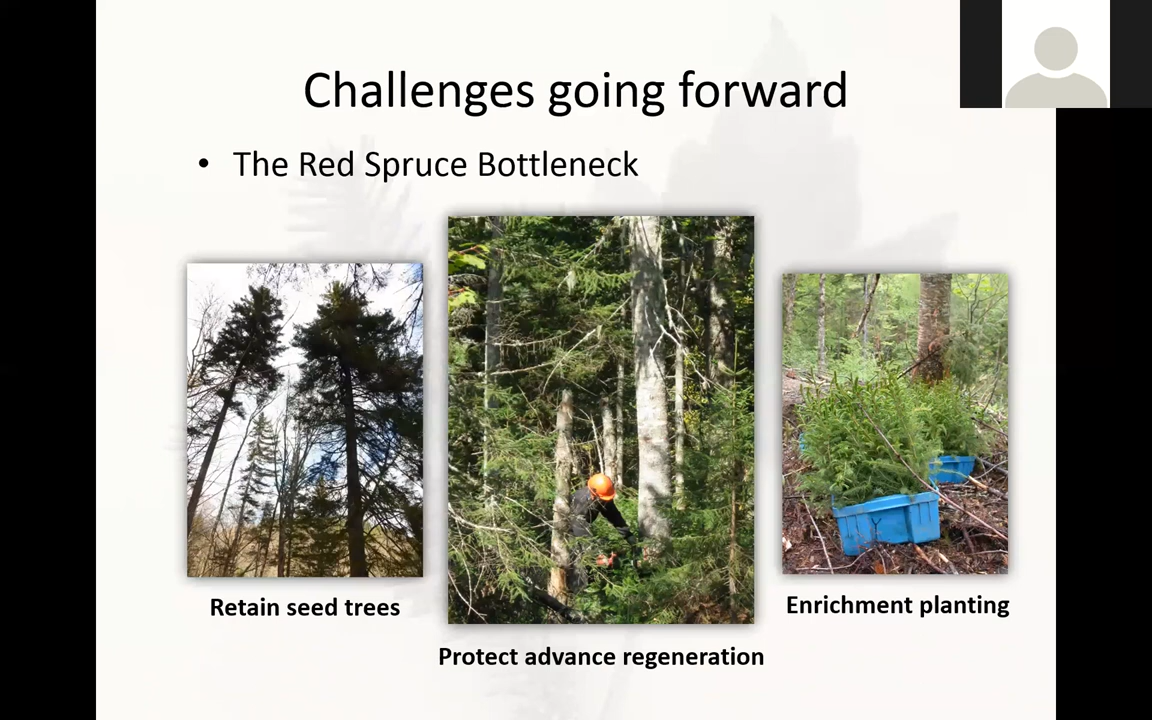 Challenges going forward
• The Red Spruce Bottleneck
Retain seed trees
Protect advance regeneration
Enrichment planting